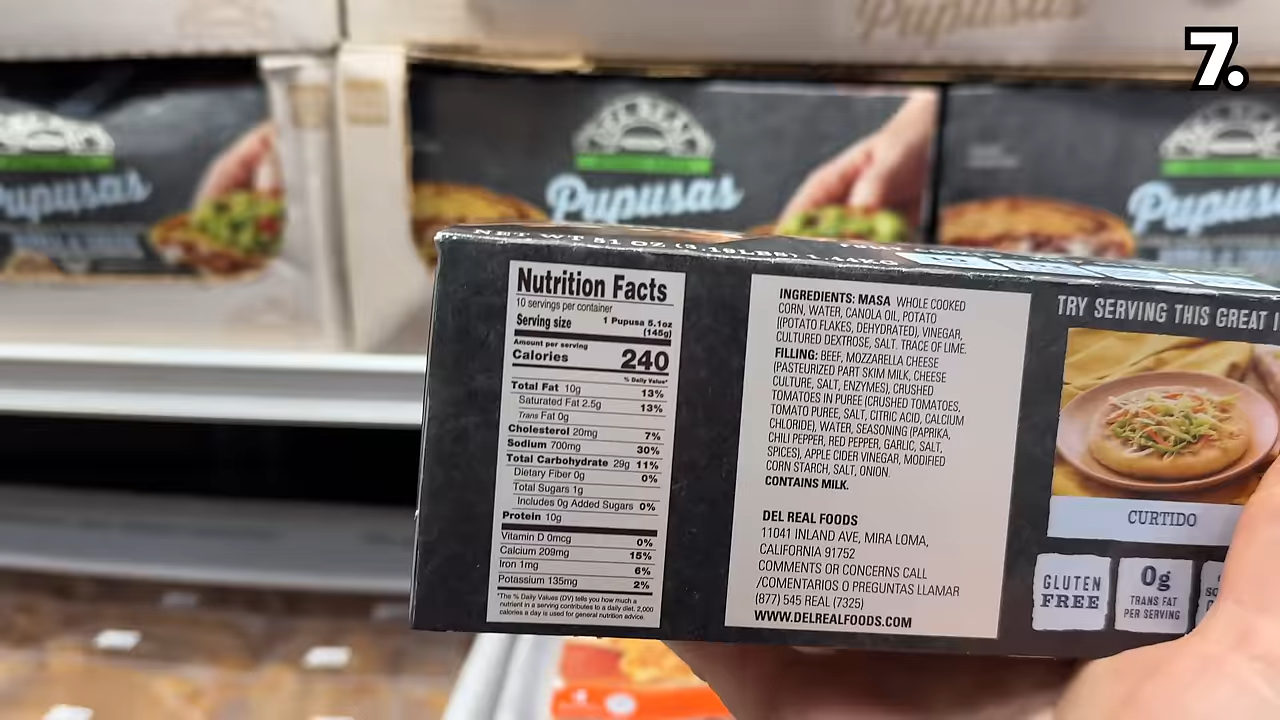 Pupusas
7.
DEL REAL
Pupusas
Pupusas
Pupusas
NET WT 51 OZ (3.19LBS) 1.44KG
Nutrition Facts
10 servings per container
Serving size 1 Pupusa 5.1oz
(145g)
Amount per serving
Calories 240
% Daily Value*
Total Fat 10g 13%
Saturated Fat 2.5g 13%
Trans Fat 0g
Cholesterol 20mg 7%
Sodium 700mg 30%
Total Carbohydrate 29g 11%
Dietary Fiber 0g 0%
Total Sugars 1g
Includes 0g Added Sugars 0%
Protein 10g
Vitamin D 0mcg 0%
Calcium 209mg 15%
Iron 1mg 6%
Potassium 135mg 2%
*The % Daily Values (DV) tells you how much a
nutrient in a serving contributes to a daily diet. 2,000
calories a day is used for general nutrition advice.
INGREDIENTS: MASA WHOLE COOKED
CORN, WATER, CANOLA OIL, POTATO
((POTATO FLAKES, DEHYDRATED), VINEGAR,
CULTURED DEXTROSE, SALT. TRACE OF LIME.
FILLING: BEEF, MOZZARELLA CHEESE
(PASTEURIZED PART SKIM MILK, CHEESE
CULTURE, SALT, ENZYMES), CRUSHED
TOMATOES IN PUREE (CRUSHED TOMATOES,
TOMATO PUREE, SALT, CITRIC ACID, CALCIUM
CHLORIDE), WATER, SEASONING (PAPRIKA,
CHILI PEPPER, RED PEPPER, GARLIC, SALT,
SPICES), APPLE CIDER VINEGAR, MODIFIED
CORN STARCH, SALT, ONION.
CONTAINS MILK.
DEL REAL FOODS
11041 INLAND AVE, MIRA LOMA,
CALIFORNIA 91752
COMMENTS OR CONCERNS CALL
/COMENTARIOS O PREGUNTAS LLAMAR
(877) 545 REAL (7325)
WWW.DELREALFOODS.COM
TRY SERVING THIS GREAT
CURTIDO
GLUTEN
FREE
0g
TRANS FAT
PER SERVING